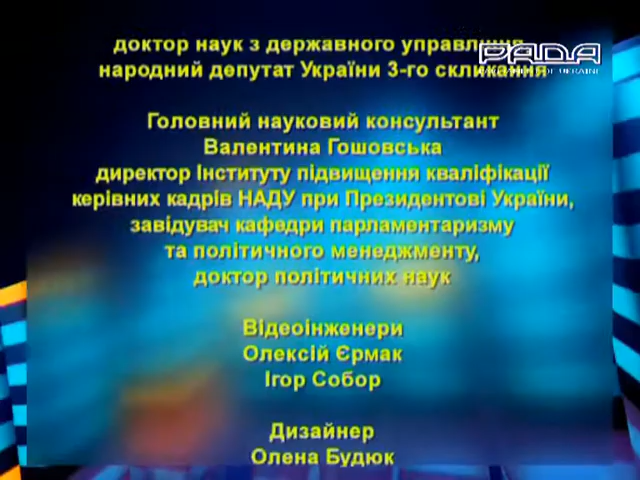 доктор наук з державного управління
народний депутат України 3-го скликання
РАДА
Головний науковий консультант
Валентина Гошовська
директор Інституту підвищення кваліфікації
керівних кадрів НАДУ при Президентові України,
завідувач кафедри парламентаризму
та політичного менеджменту,
доктор політичних наук
Відеоінженери
Олексій Єрмак
Ігор Собор
Дизайнер
Олена Будюк